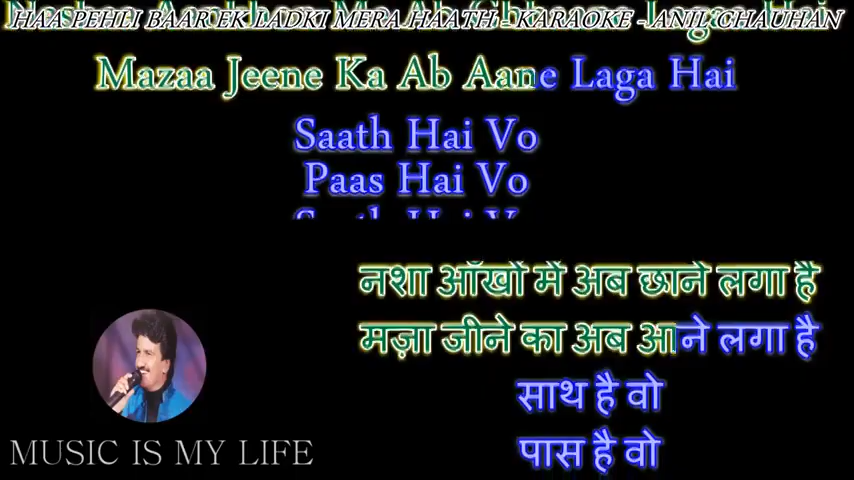 HAA PEHLI BAAR EK LADKI MERA HAATH - KARAOKE - ANIL CHAUHAN
Mazaa Jeene Ka Ab Aane Laga Hai
Saath Hai Vo
Paas Hai Vo
नशा आँखों में अब छाने लगा है
मज़ा जीने का अब आने लगा है
साथ है वो
पास है वो
MUSIC IS MY LIFE